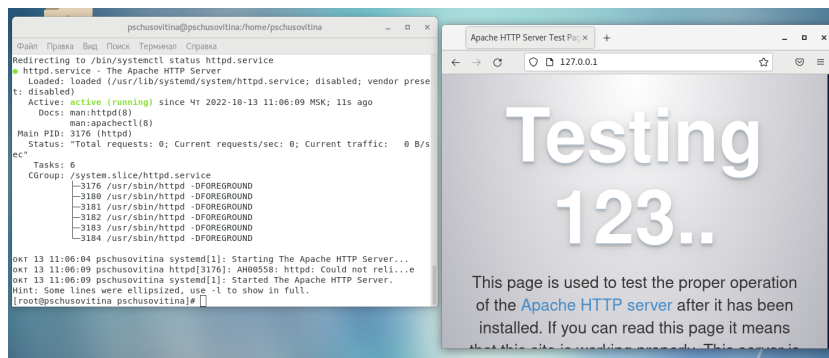 pschusovitina@pschusovitina:/home/pschusovitina
Файл Правка Вид Поиск Терминал Справка
Redirecting to /bin/systemctl status httpd.service
● httpd.service - The Apache HTTP Server
Loaded: loaded (/usr/lib/systemd/system/httpd.service; disabled; vendor prese
t: disabled)
Active: active (running) since Чт 2022-10-13 11:06:09 MSK; 11s ago
Docs: man:httpd(8)
man:apachectl(8)
Main PID: 3176 (httpd)
Status: "Total requests: 0; Current requests/sec: 0; Current traffic:   0 B/s
ec"
Tasks: 6
CGroup: /system.slice/httpd.service
├─3176 /usr/sbin/httpd -DFOREGROUND
├─3180 /usr/sbin/httpd -DFOREGROUND
├─3181 /usr/sbin/httpd -DFOREGROUND
├─3182 /usr/sbin/httpd -DFOREGROUND
├─3183 /usr/sbin/httpd -DFOREGROUND
└─3184 /usr/sbin/httpd -DFOREGROUND
окт 13 11:06:04 pschusovitina systemd[1]: Starting The Apache HTTP Server...
окт 13 11:06:09 pschusovitina httpd[3176]: AH00558: httpd: Could not reli...e
окт 13 11:06:09 pschusovitina systemd[1]: Started The Apache HTTP Server.
Hint: Some lines were ellipsized, use -l to show in full.
[root@pschusovitina pschusovitina]#
Apache HTTP Server Test Pag
127.0.0.1
Testing
123..
This page is used to test the proper operation
of the Apache HTTP server after it has been
installed. If you can read this page it means
that this site is working properly. This server is